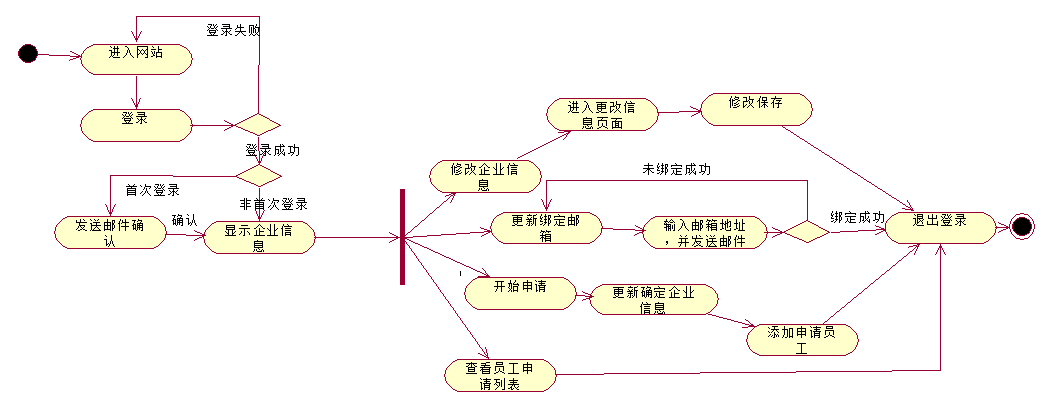 登录失败
进入网站
登录
登录成功
首次登录
非首次登录
发送邮件确
认
确认
显示企业信
息
进入更改信
息页面
修改保存
修改企业信
息
未绑定成功
更新绑定邮
箱
输入邮箱地址
，并发送邮件
绑定成功
退出登录
开始申请
更新确定企业
信息
添加申请员
工
查看员工申
请列表